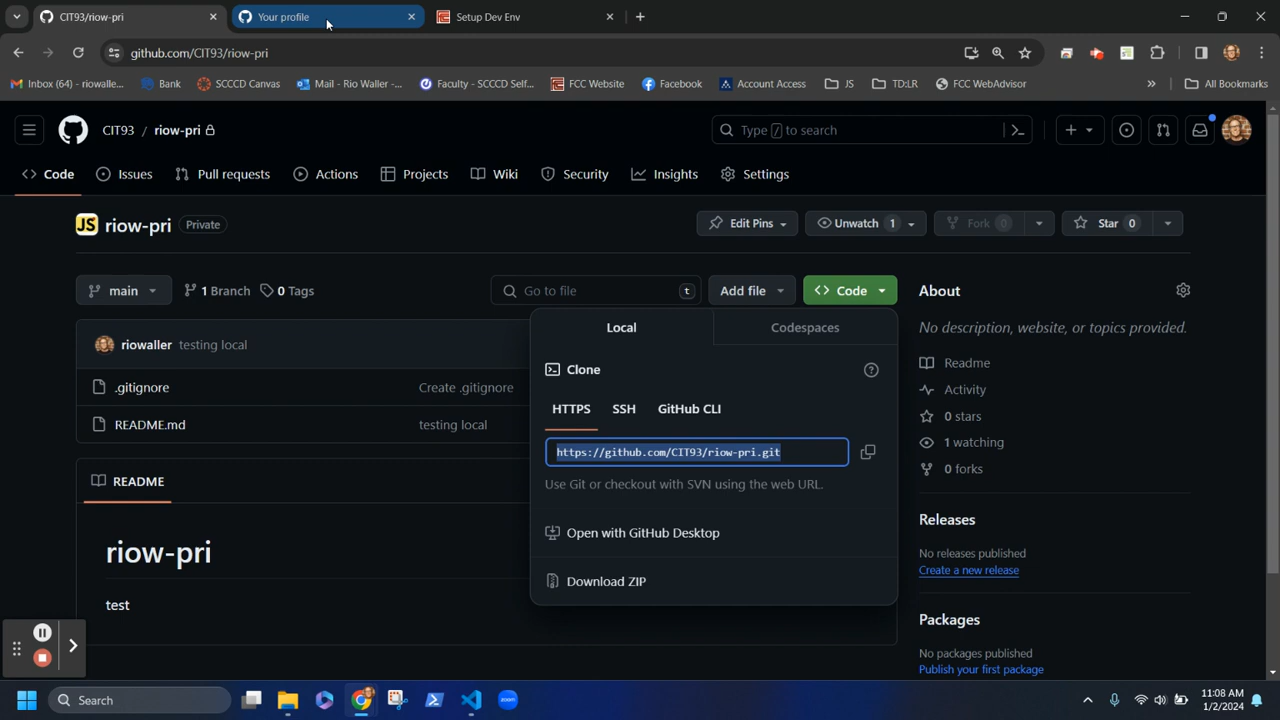 CIT93/riow-pri
Your profile
Setup Dev Env
github.com/CIT93/riow-pri
Inbox (64) - riowalle...
Bank
SCCCD Canvas
Mail - Rio Waller - ...
Faculty - SCCCD Self...
FCC Website
Facebook
Account Access
JS
TD:LR
FCC WebAdvisor
»
All Bookmarks
CIT93 / riow-pri
Type / to search
Code
Issues
Pull requests
Actions
Projects
Wiki
Security
Insights
Settings
JS
riow-pri
Private
Edit Pins
Unwatch 1
Fork 0
Star 0
main
1 Branch
0 Tags
Go to file
t
Add file
<> Code
About
Local
Codespaces
No description, website, or topics provided.
riowaller testing local
Clone
Readme
.gitignore
Create .gitignore
Activity
HTTPS
SSH
GitHub CLI
0 stars
README.md
testing local
https://github.com/CIT93/riow-pri.git
1 watching
0 forks
README
Use Git or checkout with SVN using the web URL.
Releases
Open with GitHub Desktop
riow-pri
No releases published
Create a new release
Download ZIP
test
Packages
No packages published
Publish your first package
Search
zoom
11:08 AM
1/2/2024